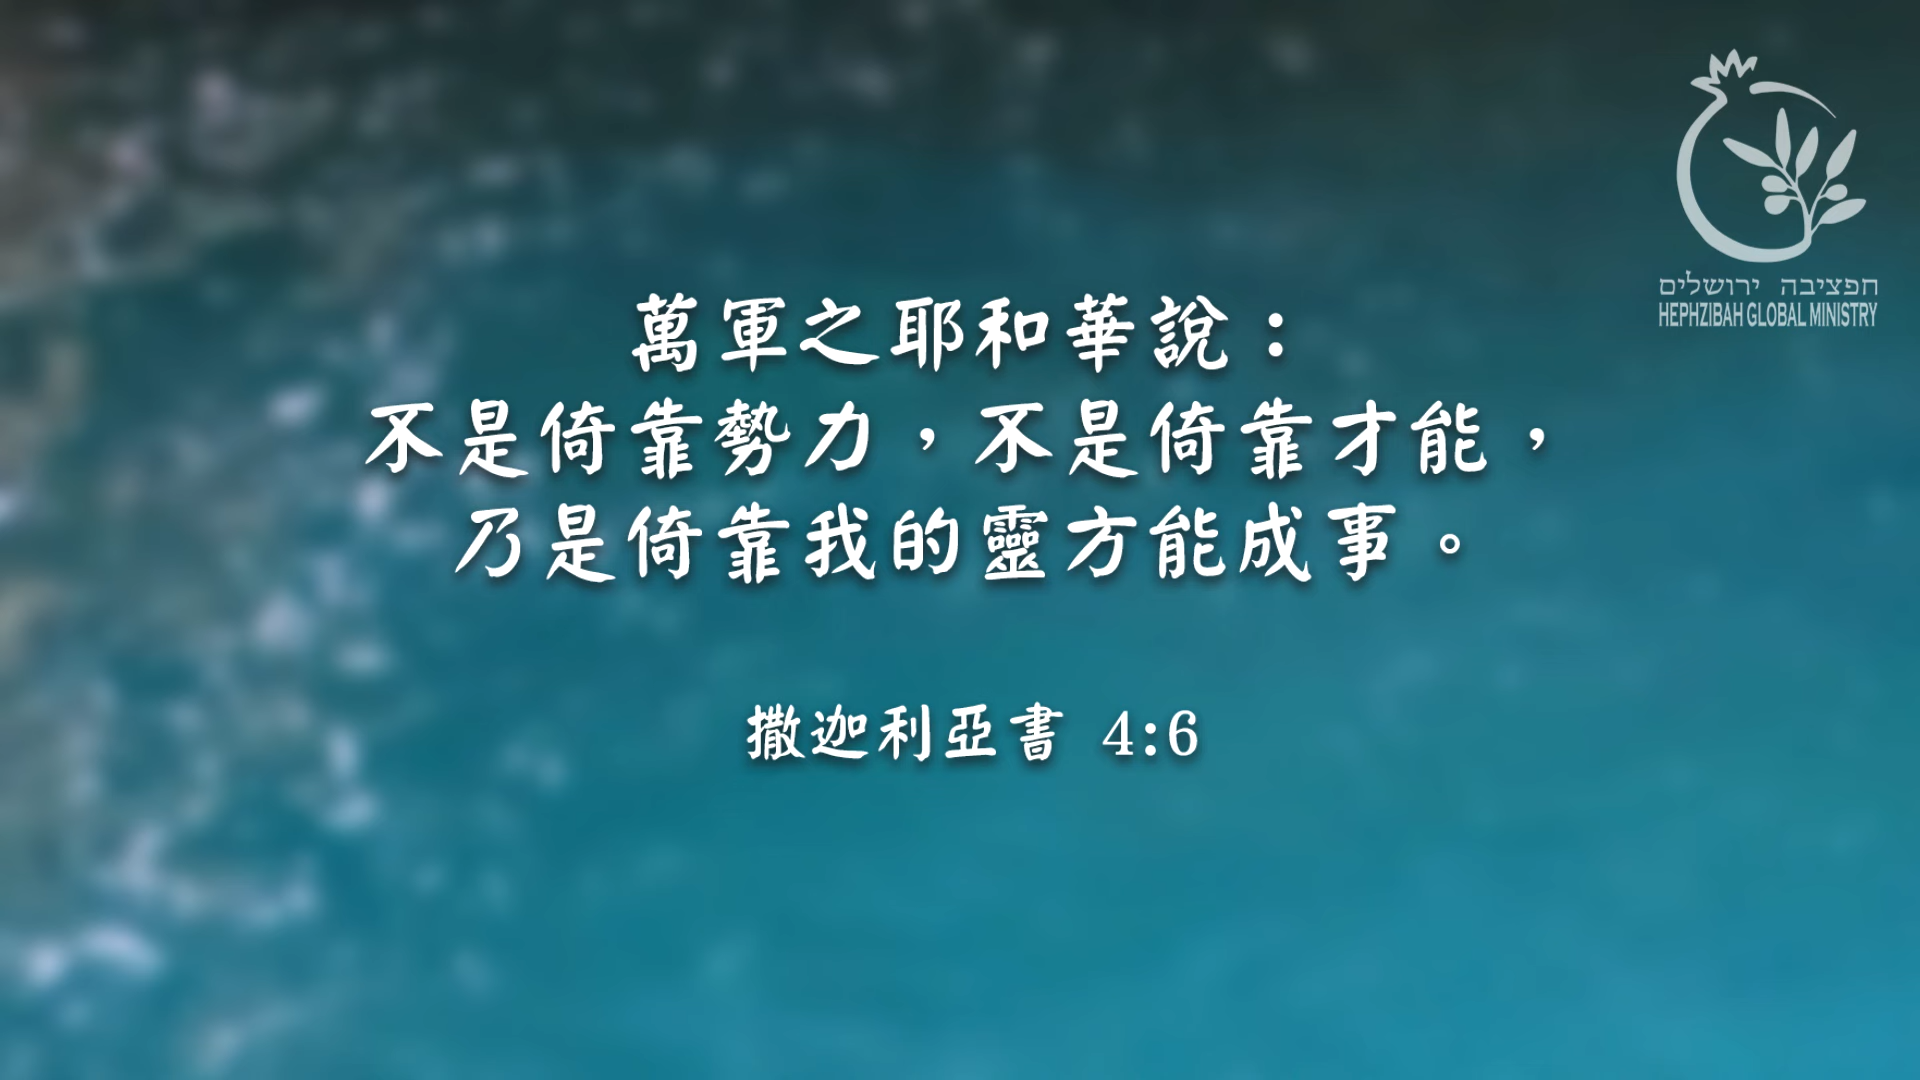 חפציבה ירושלים
HEPHZIBAH GLOBAL MINISTRY
萬軍之耶和華說：
不是倚靠勢力，不是倚靠才能，
乃是倚靠我的靈方能成事。
撒迦利亞書 4:6